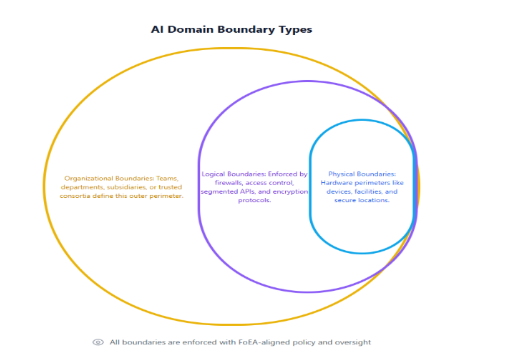 AI Domain Boundary Types
Organizational Boundaries: Teams,
departments, subsidiaries, or trusted
consortia define this outer perimeter.
Logical Boundaries: Enforced by
firewalls, access control,
segmented APIs, and encryption
protocols.
Physical Boundaries:
Hardware perimeters like
devices, facilities, and
secure locations.
All boundaries are enforced with FoEA-aligned policy and oversight